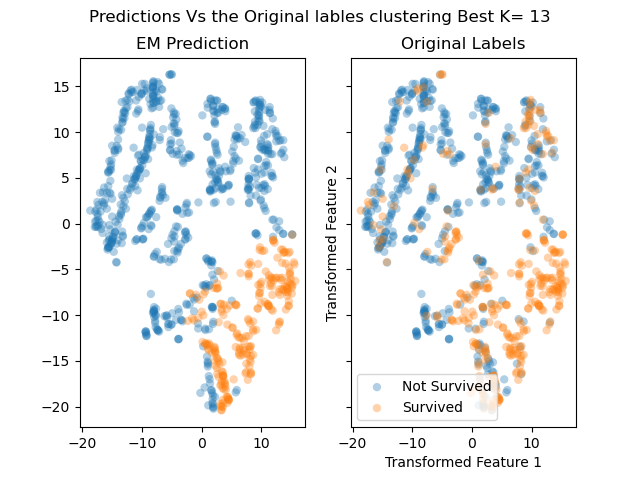 Predictions Vs the Original lables clustering Best K= 13
EM Prediction
Original Labels
15
10
5
0
−5
−10
−15
−20
−20
−10
0
10
Transformed Feature 2
Not Survived
Survived
−20
−10
0
10
Transformed Feature 1